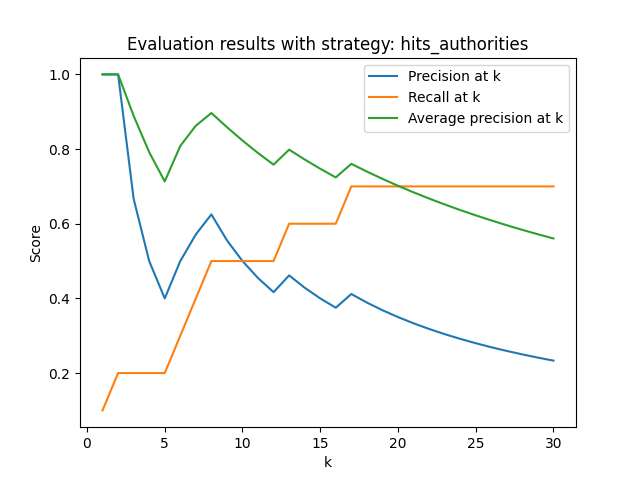 Evaluation results with strategy: hits_authorities
Precision at k
Recall at k
Average precision at k
1.0
0.8
0.6
0.4
0.2
Score
0
5
10
15
20
25
30
k